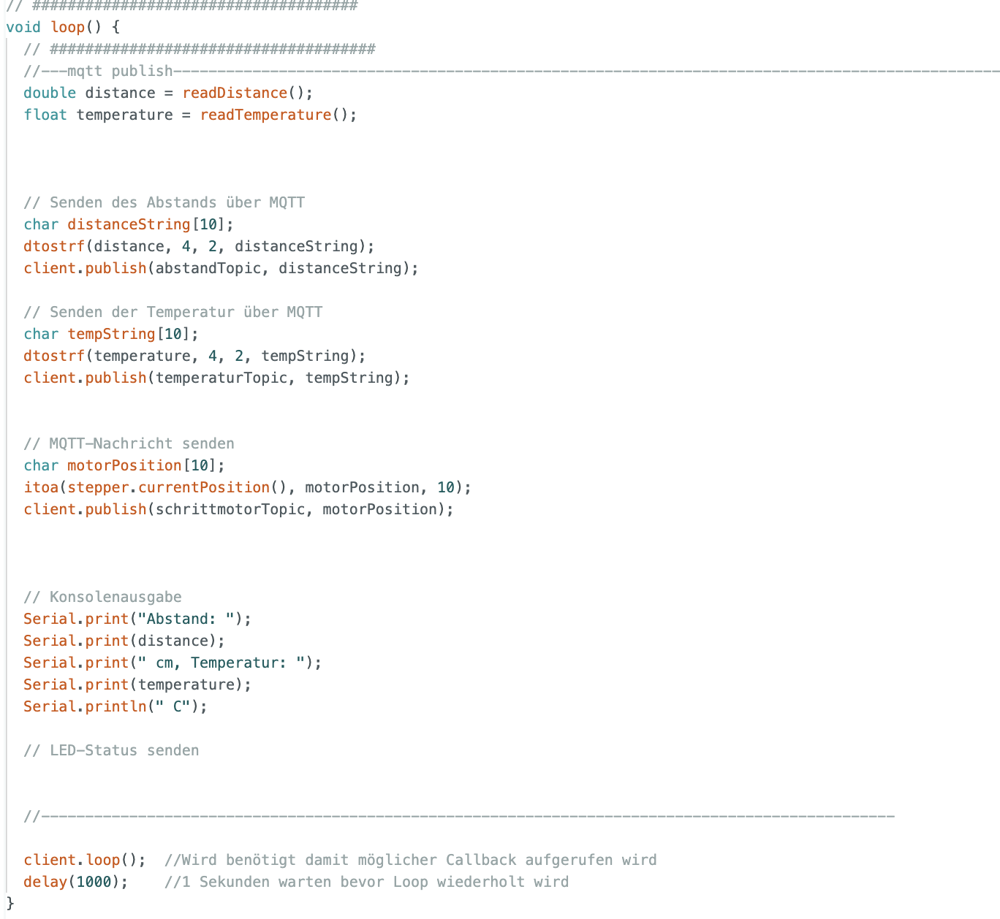 // #####################################
void loop() {
// #####################################
//---mqtt publish----------------------------------------------------------------------------------------------
double distance = readDistance();
float temperature = readTemperature();
// Senden des Abstands über MQTT
char distanceString[10];
dtostrf(distance, 4, 2, distanceString);
client.publish(abstandTopic, distanceString);
// Senden der Temperatur über MQTT
char tempString[10];
dtostrf(temperature, 4, 2, tempString);
client.publish(temperaturTopic, tempString);
// MQTT-Nachricht senden
char motorPosition[10];
itoa(stepper.currentPosition(), motorPosition, 10);
client.publish(schrittmotorTopic, motorPosition);
// Konsolenausgabe
Serial.print("Abstand: ");
Serial.print(distance);
Serial.print(" cm, Temperatur: ");
Serial.print(temperature);
Serial.println(" C");
// LED-Status senden
//-------------------------------------------------------------------------------------------------
client.loop();  //Wird benötigt damit möglicher Callback aufgerufen wird
delay(1000);    //1 Sekunden warten bevor Loop wiederholt wird
}